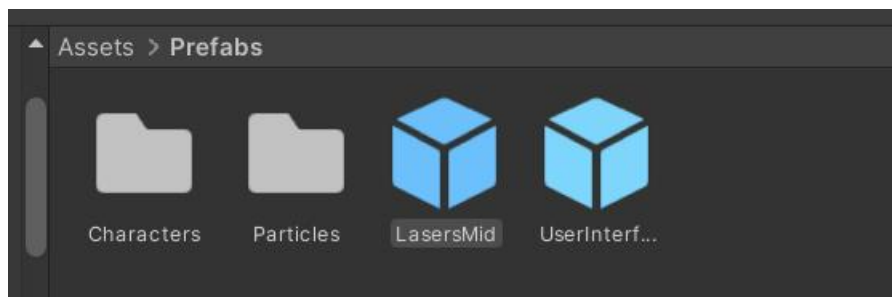 Assets > Prefabs
Characters Particles LasersMid UserInterf...